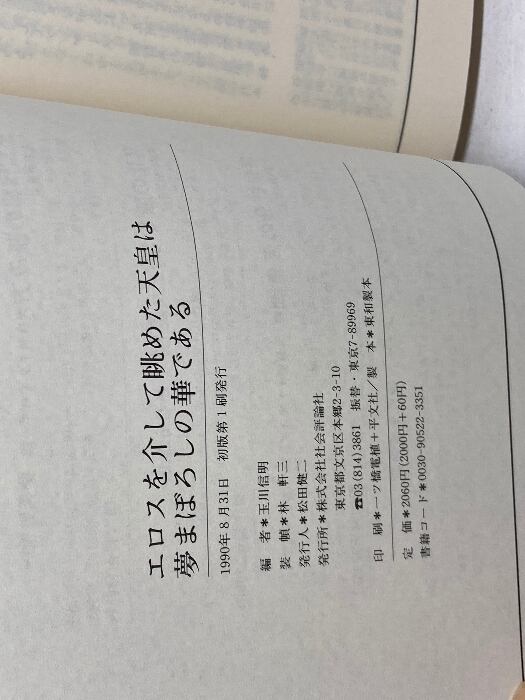 エロスを介して眺めた天皇は
夢まぼろしの華である
1990年8月31日　初版第1刷発行
編　者＊玉川信明
装　幀＊林　軒三
発行人＊松田健二
発行所＊株式会社社会評論社
東京都文京区本郷2-3-10
☎03(814)3861　振替・東京7-89969
印　刷＊一ツ橋電植＋平文社／製　本＊東和製本
定　価＊2060円(2000円＋60円)
書籍コード＊0030-90522-3351